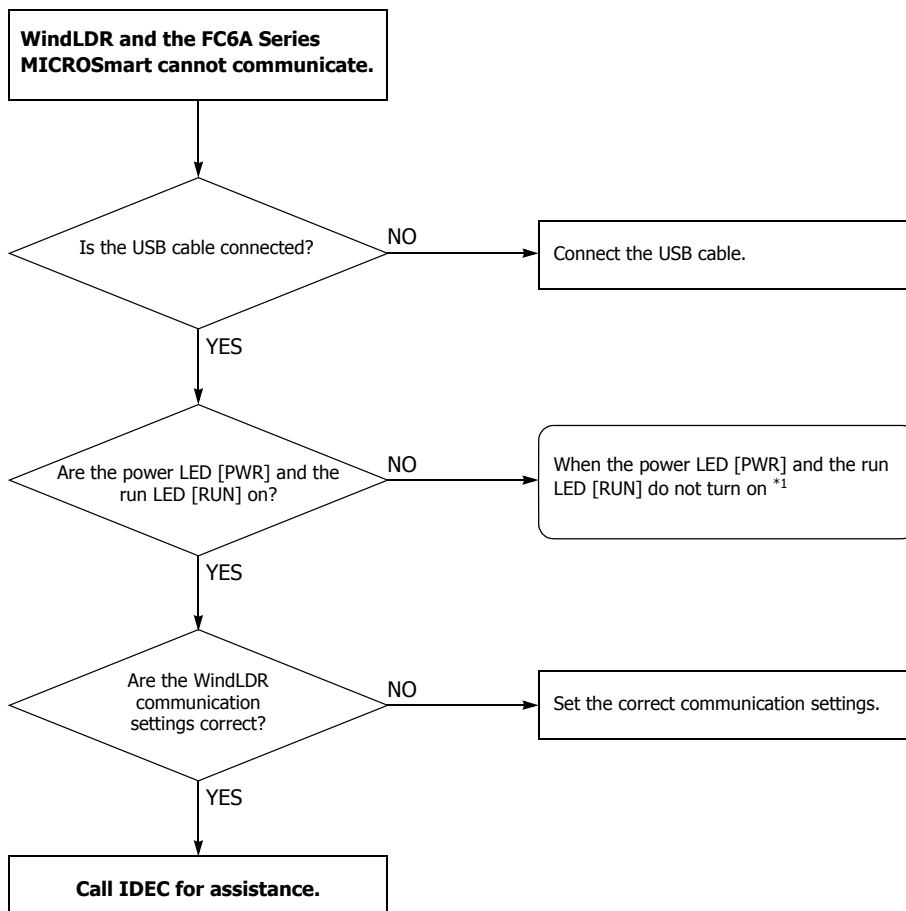 WindLDR and the FC6A Series
MICROSmart cannot communicate.
Is the USB cable connected?
NO
Connect the USB cable.
YES
Are the power LED [PWR] and the
run LED [RUN] on?
NO
When the power LED [PWR] and the run
LED [RUN] do not turn on *1
YES
Are the WindLDR
communication
settings correct?
NO
Set the correct communication settings.
YES
Call IDEC for assistance.